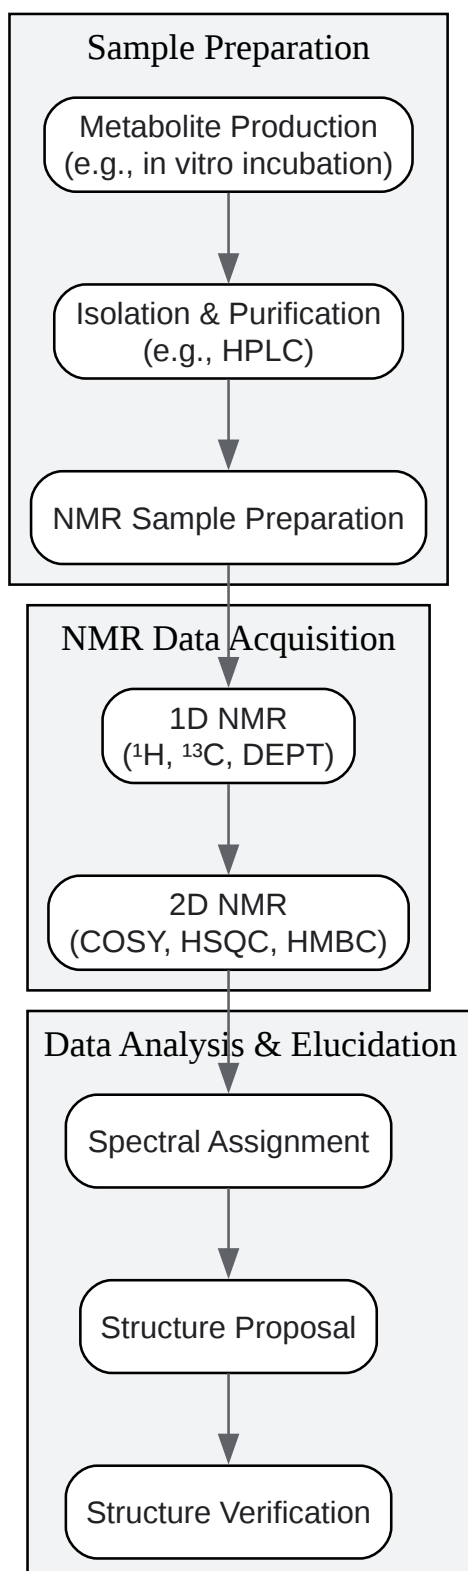 Sample Preparation
Metabolite Production
(e.g., in vitro incubation)
Isolation & Purification
(e.g., HPLC)
NMR Sample Preparation
NMR Data Acquisition
1D NMR
(¹H, ¹³C, DEPT)
2D NMR
(COSY, HSQC, HMBC)
Data Analysis & Elucidation
Spectral Assignment
Structure Proposal
Structure Verification